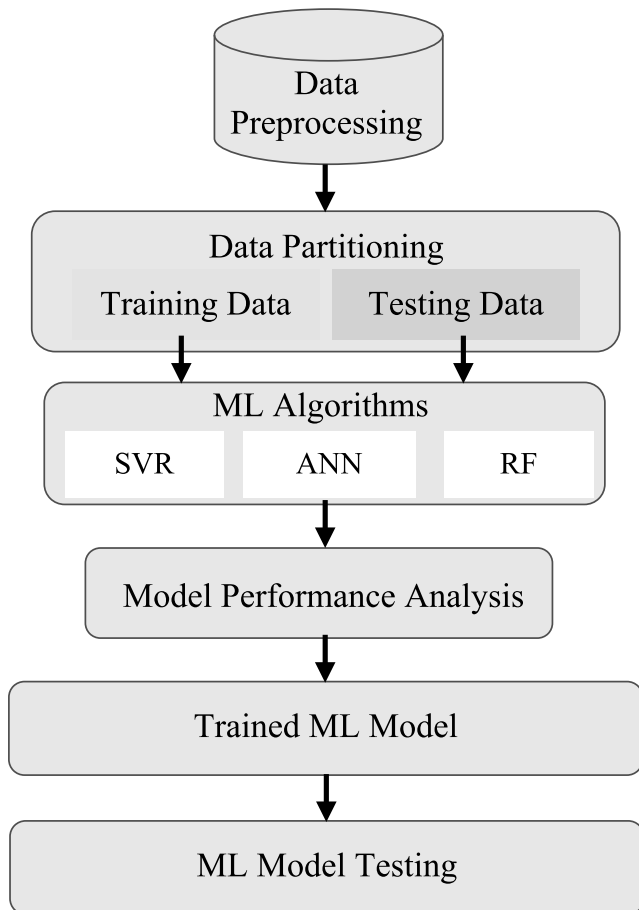 Data
Preprocessing
Data Partitioning
Training Data
Testing Data
ML Algorithms
SVR
ANN
RF
Model Performance Analysis
Trained ML Model
ML Model Testing